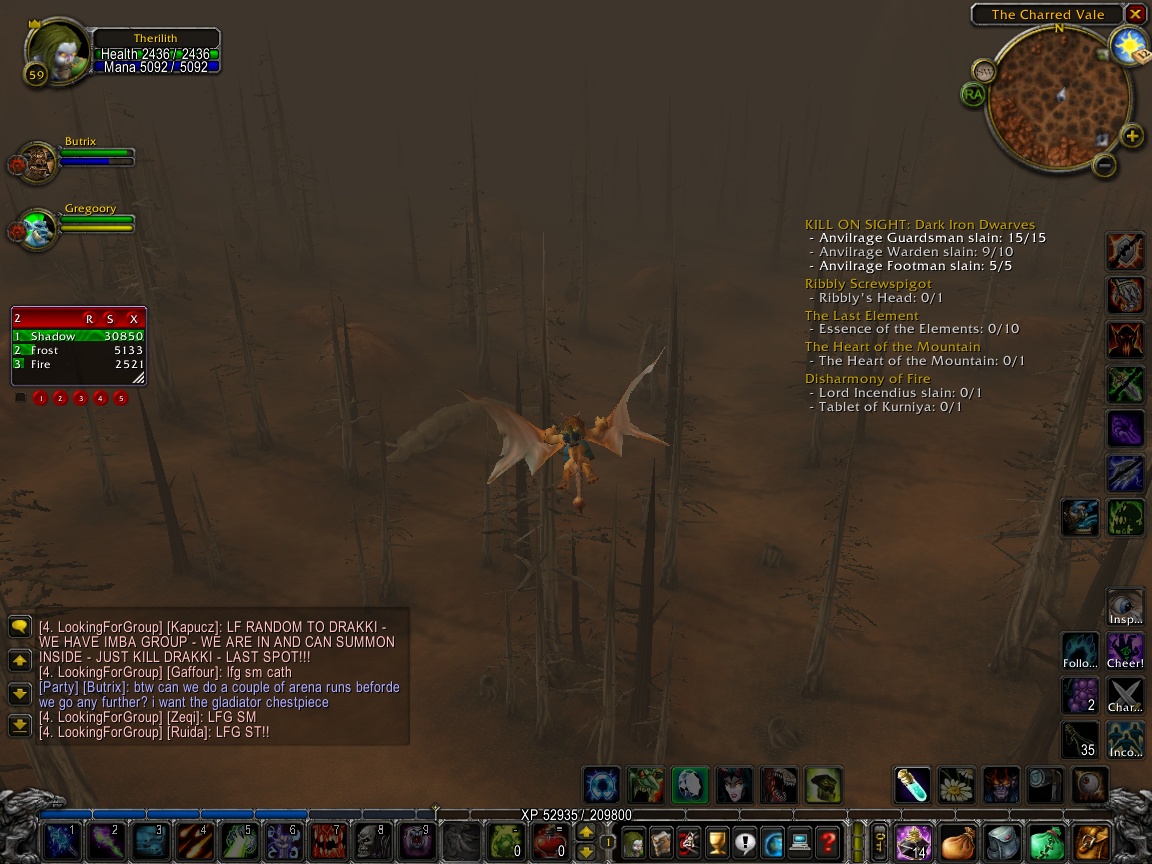 The Charred Vale
N
Therilith
Health 2436 / 2436
Mana 5092 / 5092
59
SW
RA
12
Butrix
Gregoory
KILL ON SIGHT: Dark Iron Dwarves
- Anvilrage Guardsman slain: 15/15
- Anvilrage Warden slain: 9/10
- Anvilrage Footman slain: 5/5
Ribbly Screwspigot
- Ribbly's Head: 0/1
The Last Element
- Essence of the Elements: 0/10
The Heart of the Mountain
- The Heart of the Mountain: 0/1
Disharmony of Fire
- Lord Incendius slain: 0/1
- Tablet of Kurniya: 0/1
2 R S X
1 Shadow 30850
2 Frost 5133
3 Fire 2521
1 2 3 4 5
Insp...
Follo... Cheer!
2 Char...
35 Inco...
[4. LookingForGroup] [Kapucz]: LF RANDOM TO DRAKKI -
WE HAVE IMBA GROUP - WE ARE IN AND CAN SUMMON
INSIDE - JUST KILL DRAKKI - LAST SPOT!!!
[4. LookingForGroup] [Gaffour]: lfg sm cath
[Party] [Butrix]: btw can we do a couple of arena runs beforde
we go any further? i want the gladiator chestpiece
[4. LookingForGroup] [Zeqi]: LFG SM
[4. LookingForGroup] [Ruida]: LFG ST!!
XP 52935 / 209800
1 2 3 4 5 6 7 8 9 - =
0 0 1 14